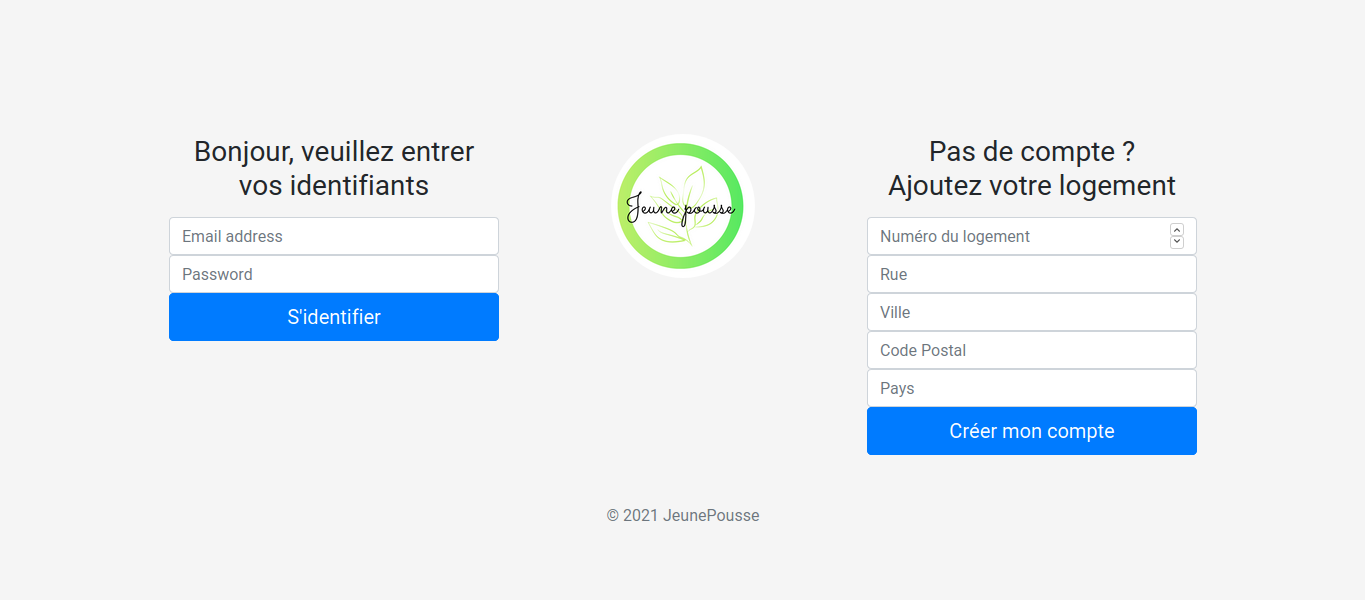 Bonjour, veuillez entrer
vos identifiants
Email address
Password
S'identifier
Jeune pousse
Pas de compte ?
Ajoutez votre logement
Numéro du logement
Rue
Ville
Code Postal
Pays
Créer mon compte
© 2021 JeunePousse